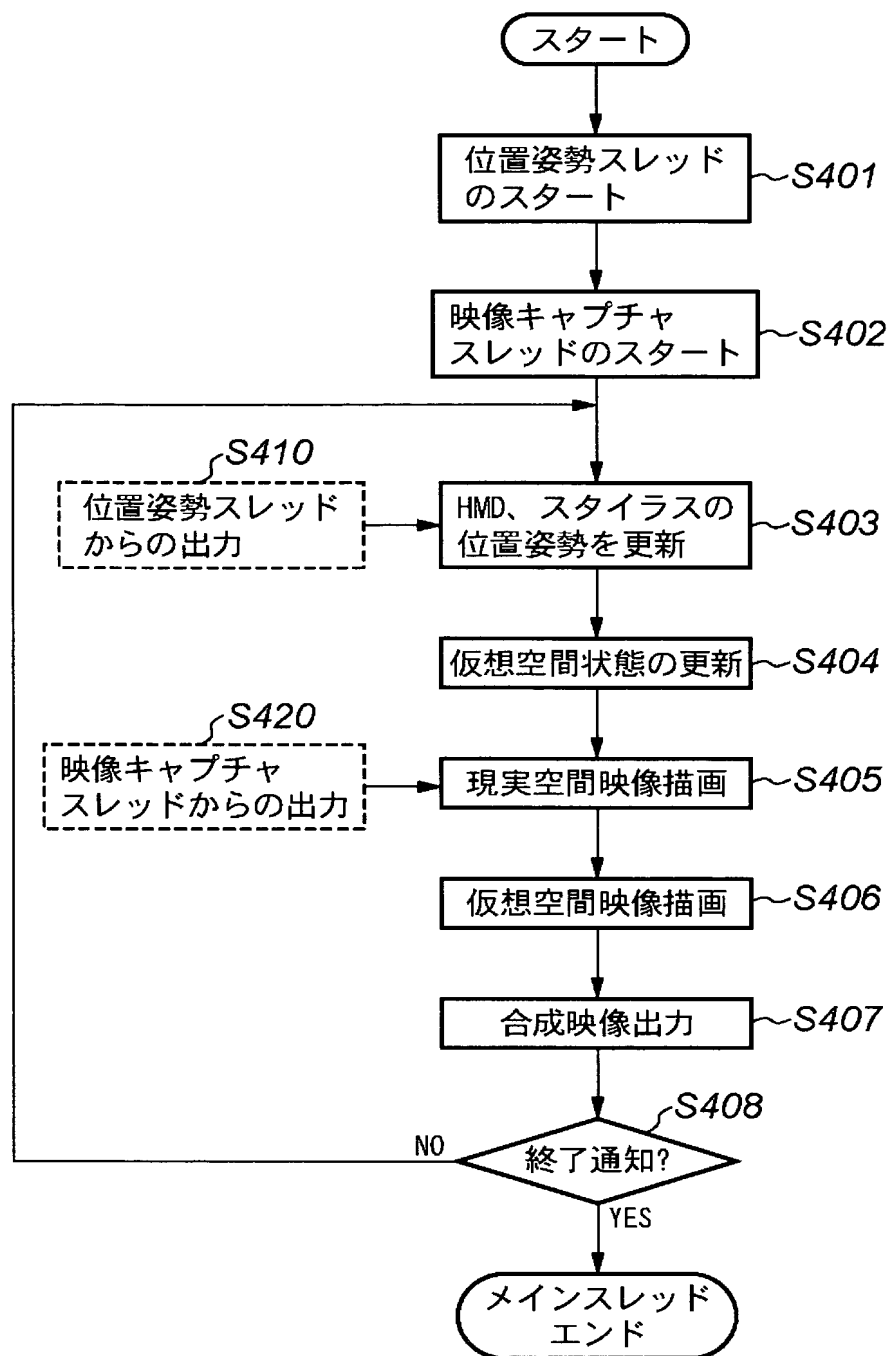 スタート
位置姿勢スレッド
のスタート
S401
映像キャプチャ
スレッドのスタート
S402
S410
位置姿勢スレッド
からの出力
HMD、スタイラスの
位置姿勢を更新
S403
仮想空間状態の更新
S404
S420
映像キャプチャ
スレッドからの出力
現実空間映像描画
S405
仮想空間映像描画
S406
合成映像出力
S407
S408
終了通知?
NO
YES
メインスレッド
エンド